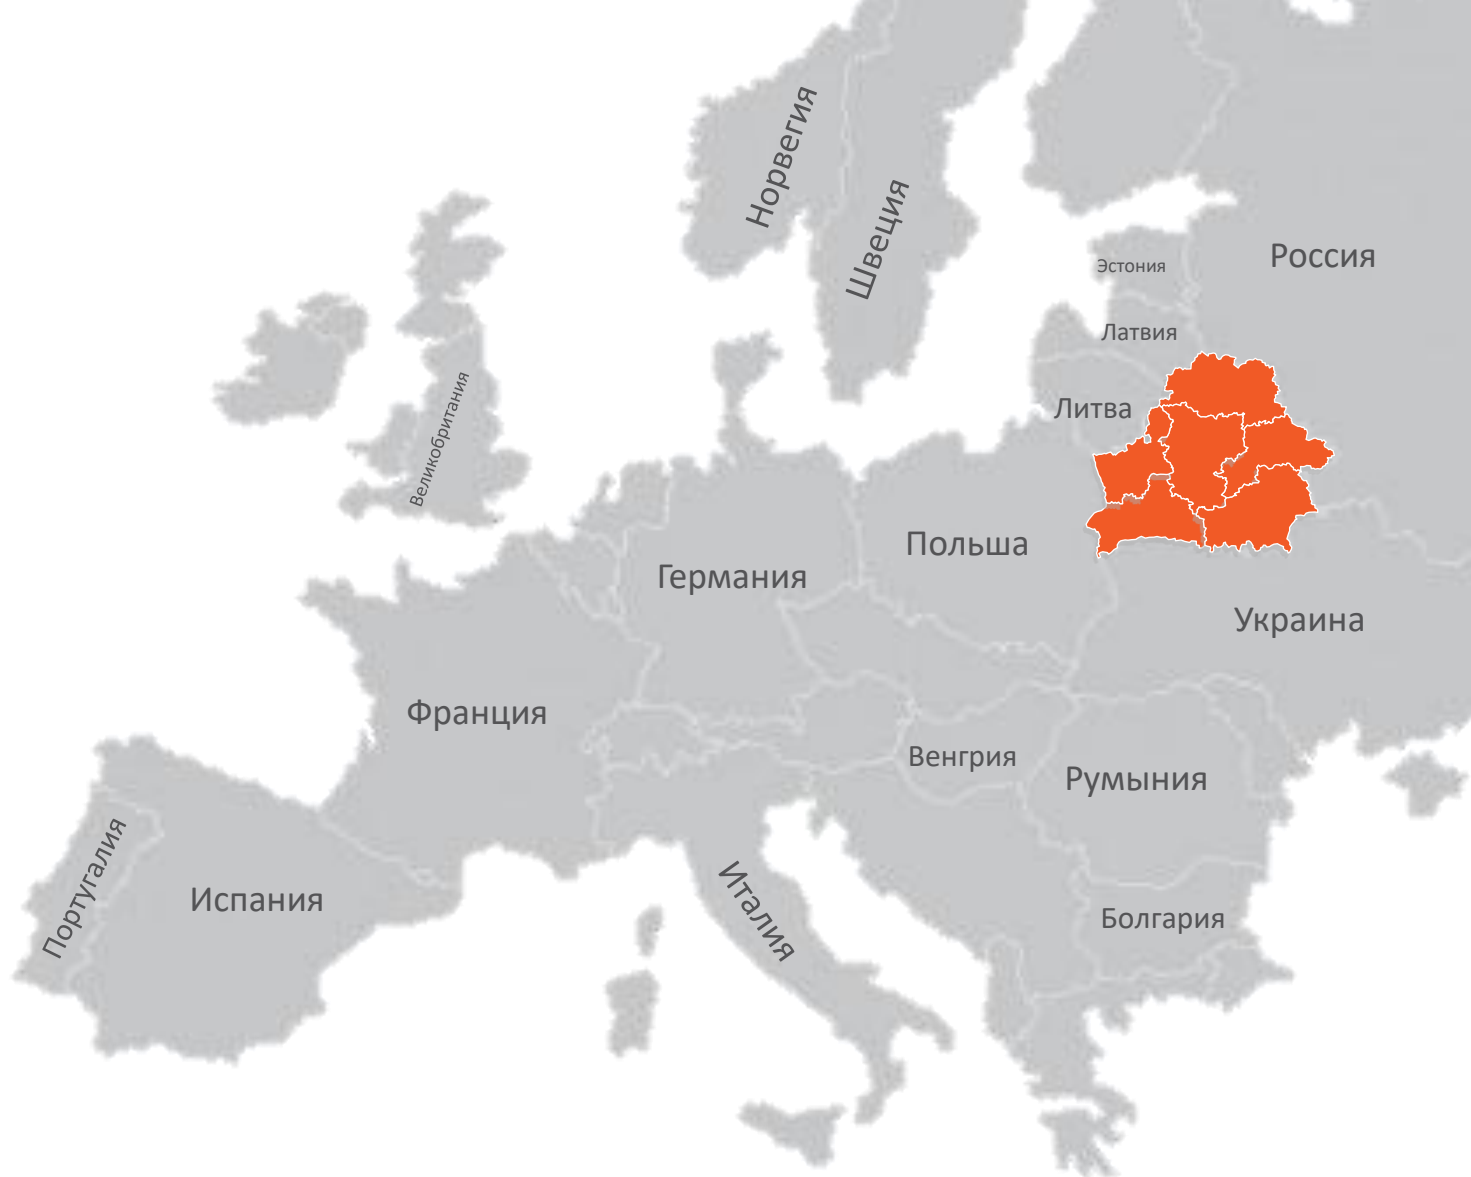 Норвегия
Швеция
Россия
Эстония
Латвия
Литва
Великобритания
Польша
Германия
Украина
Франция
Венгрия
Румыния
Португалия
Испания
Италия
Болгария